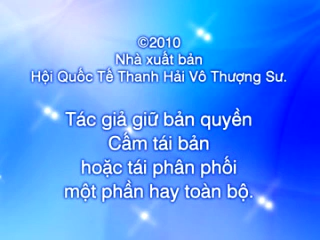 ©2010
Nhà xuất bản
Hội Quốc Tế Thanh Hải Vô Thượng Sư.
Tác giả giữ bản quyền
Cấm tái bản
hoặc tái phân phối
một phần hay toàn bộ.